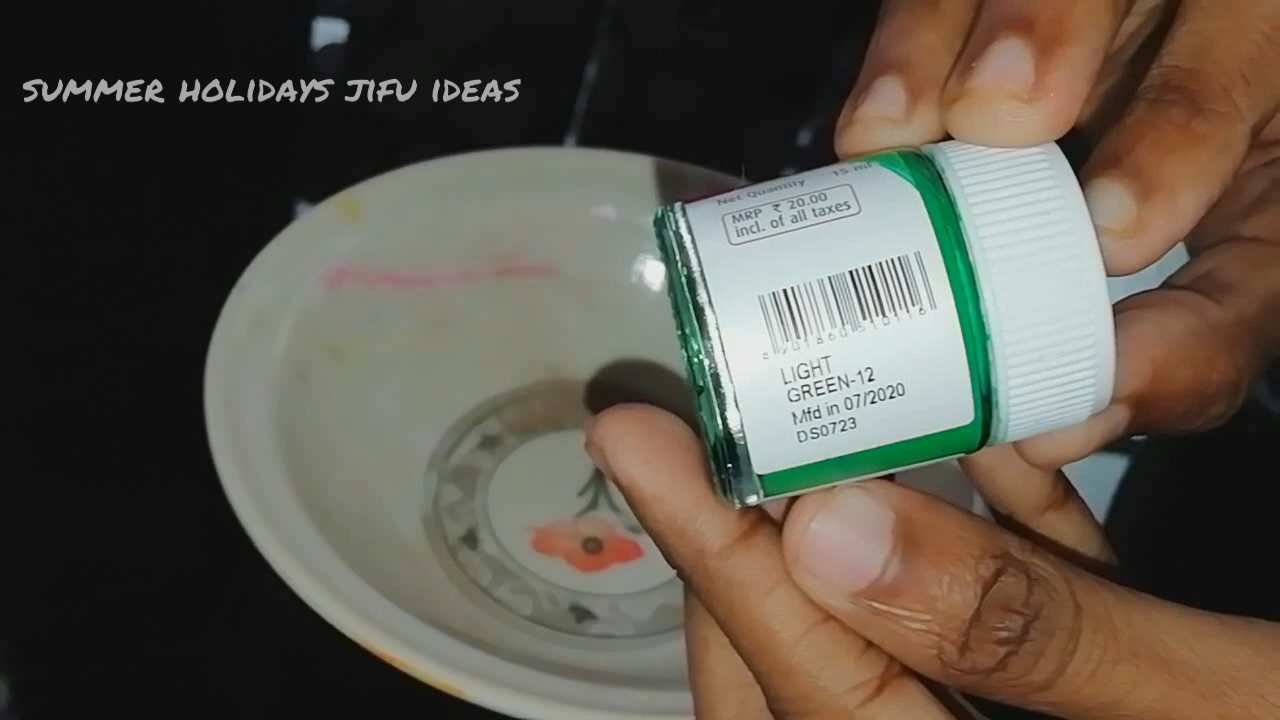 SUMMER HOLIDAYS JIFU IDEAS
Net Quantity 15 ml
MRP ₹ 20.00
incl. of all taxes
LIGHT
GREEN-12
Mfd in 07/2020
DS0723